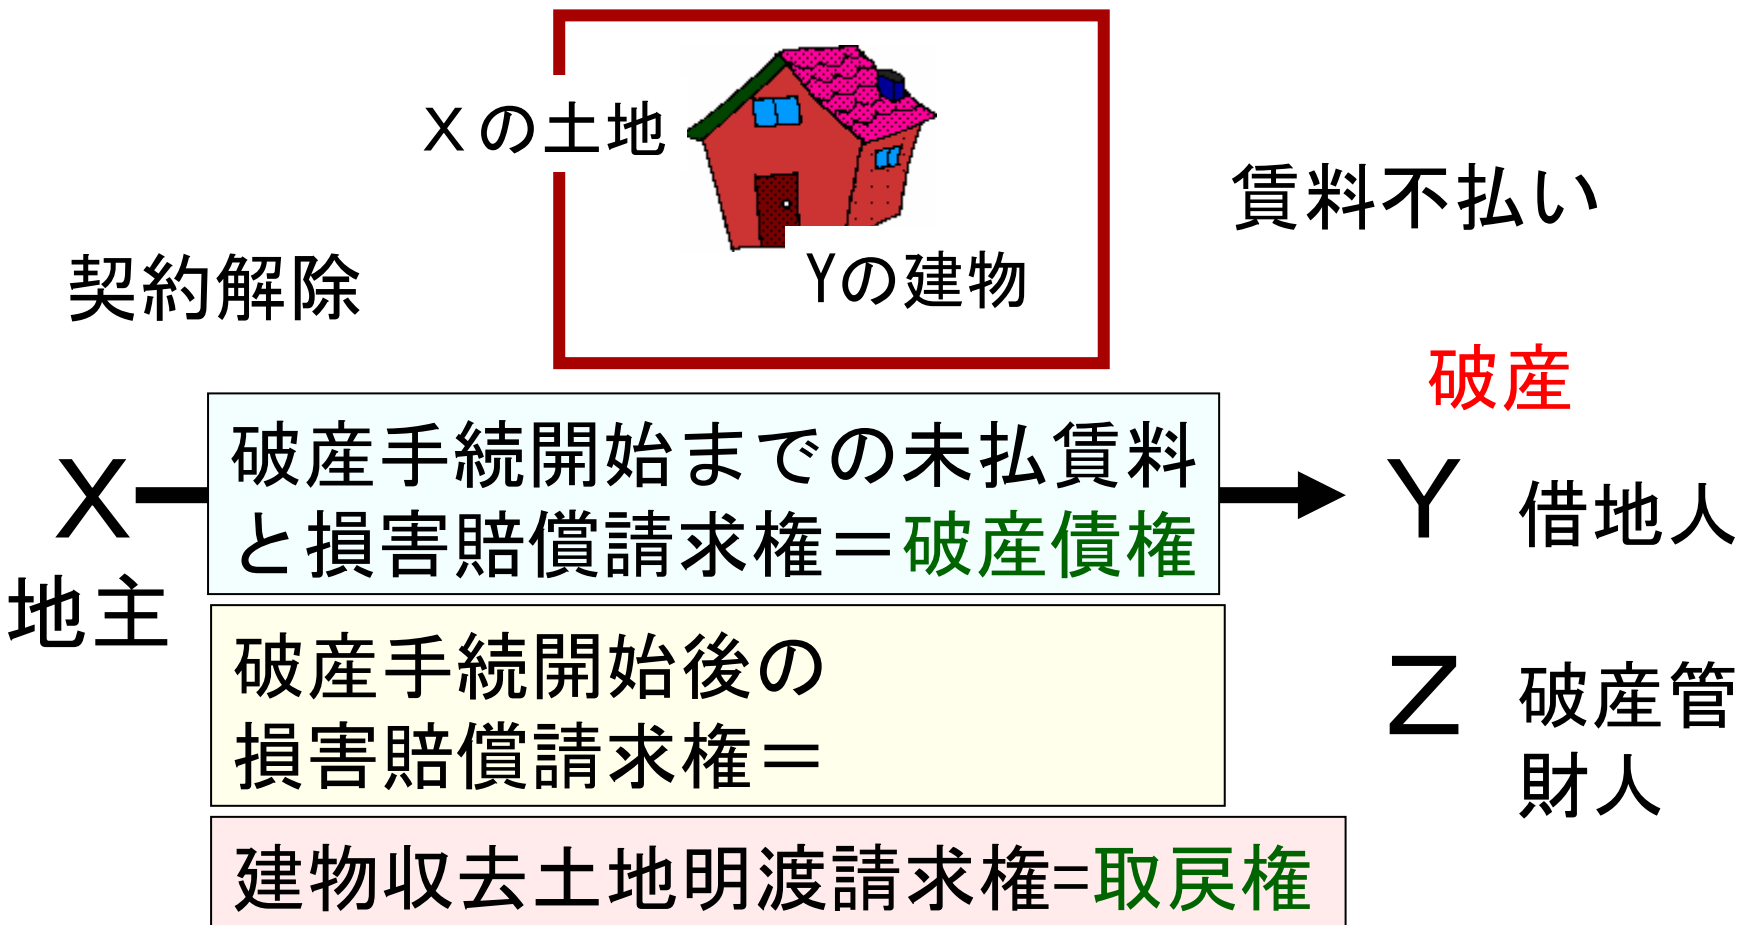 Xの土地
賃料不払い
契約解除
Yの建物
破産
破産手続開始までの未払賃料
と損害賠償請求権＝破産債権
X
地主
Y 借地人
破産手続開始後の
損害賠償請求権＝
Z 破産管
財人
建物収去土地明渡請求権=取戻権